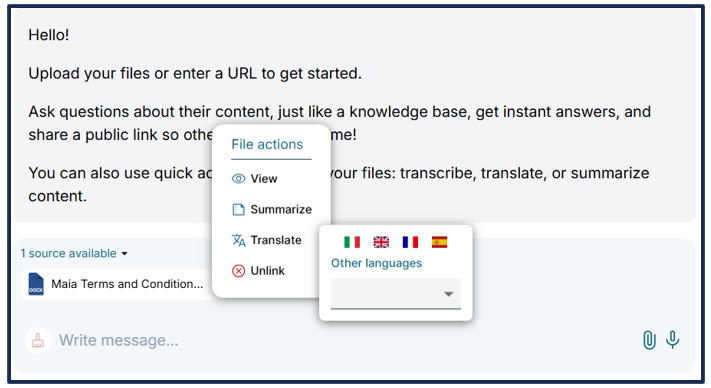 Hello!
Upload your files or enter a URL to get started.
Ask questions about their content, just like a knowledge base, get instant answers, and
share a public link so othe me!
You can also use quick ac your files: transcribe, translate, or summarize
content.
File actions
View
Summarize
Translate
Unlink
Other languages
1 source available
DOCX
Maia Terms and Condition...
Write message...